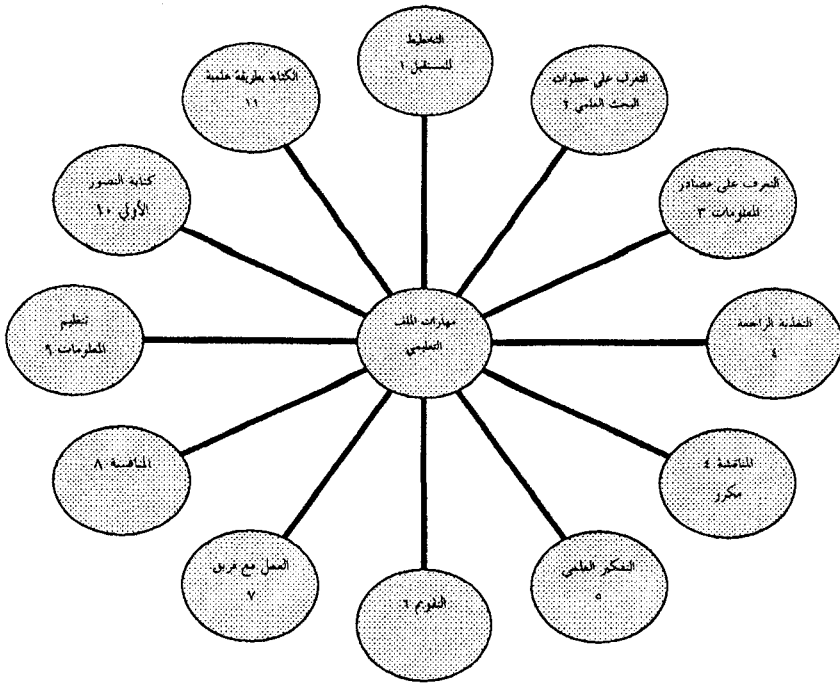 التخطيط
للمستقبل ١
التعرف على خطوات
البحث العلمي ٢
التعرف على مصادر
المعلومات ٣
التغذية الراجعة
٤
المناقشة ٤
مكرر
التفكير العلمي
٥
التقويم ٦
العمل مع فريق
٧
المنافسة ٨
تنظيم
المعلومات ٩
كتابة التصور
الأولي ١٠
الكتابة بطريقة علمية
١١
مهارات الملف
التعليمي